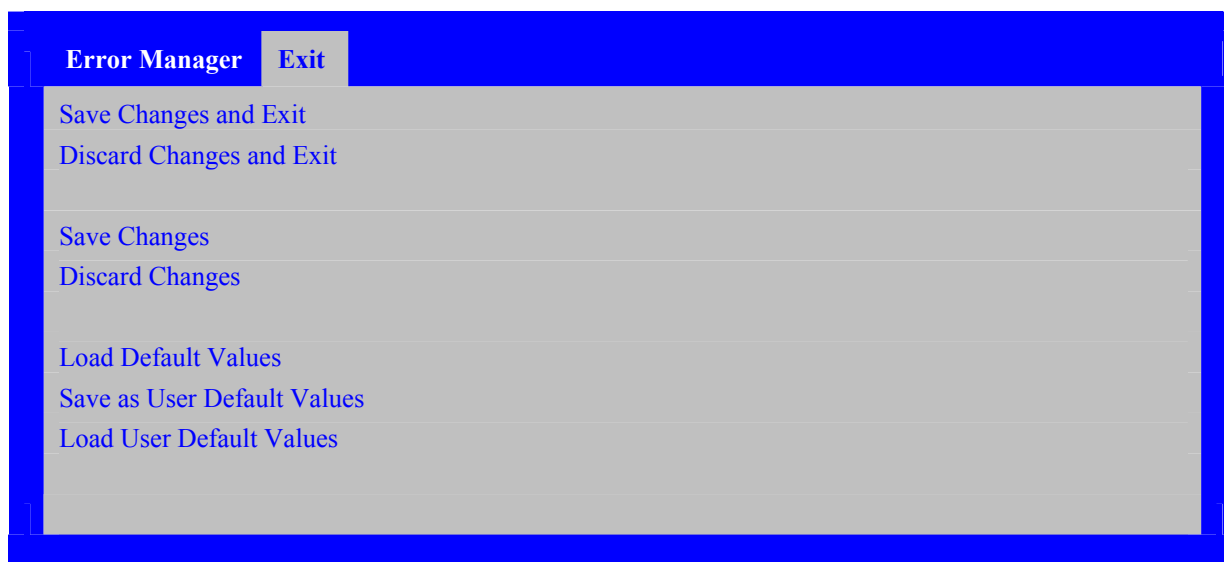 Error Manager Exit
Save Changes and Exit
Discard Changes and Exit
Save Changes
Discard Changes
Load Default Values
Save as User Default Values
Load User Default Values